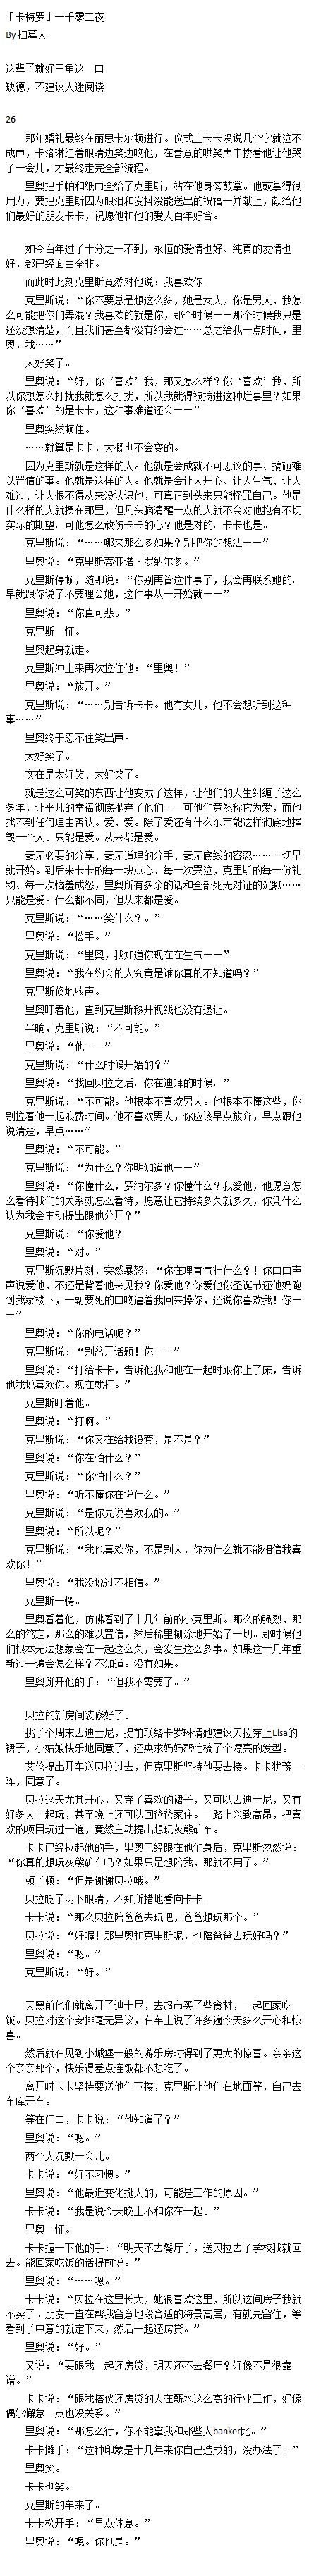 「卡梅罗」一千零二夜
By 扫墓人
这辈子就好三角这一口
缺德，不建议人迷阅读
26
那年婚礼最终在丽思卡尔顿进行。仪式上卡卡没说几个字就泣不
成声，卡洛琳红着眼睛边笑边吻他，在善意的哄笑声中搂着他让他哭
了一会儿，才最终走完全部流程。
里奥把手帕和纸巾全给了克里斯，站在他身旁鼓掌。他鼓掌得很
用力，要把克里斯因为眼泪和发抖没能送出的祝福一并献上，献给他
们最好的朋友卡卡，祝愿他和他的爱人百年好合。
如今百年过了十分之一不到，永恒的爱情也好、纯真的友情也
好，都已经面目全非。
而此时此刻克里斯竟然对他说：我喜欢你。
克里斯说：“你不要总是想这么多，她是女人，你是男人，我怎
么可能把你们弄混？我喜欢的就是你，那个时候——那个时候我只是
还没想清楚，而且我们甚至都没有约会过……总之给我一点时间，里
奥，我……”
太好笑了。
里奥说：“好，你‘喜欢’我，那又怎么样？你‘喜欢’我，所
以你想怎么打扰我就怎么打扰，所以我就得被搅进这种烂事里？如果
你‘喜欢’的是卡卡，这种事难道还会——”
里奥突然顿住。
……就算是卡卡，大概也不会变的。
因为克里斯就是这样的人。他就是会成就不可思议的事、搞砸难
以置信的事。他就是这样的人。他就是会让人开心、让人生气、让人
难过、让人恨不得从来没认识他，可真正到头来只能怪罪自己。他是
什么样的人就摆在那里，但凡头脑清醒一点的人就不会对他抱有不切
实际的期望。可他怎么敢伤卡卡的心？他是对的。卡卡也是。
克里斯说：“……哪来那么多如果？别把你的想法——”
里奥说：“克里斯蒂亚诺·罗纳尔多。”
克里斯停顿，随即说：“你别再管这件事了，我会再联系她的。
早就跟你说了不要理会她，这件事从一开始就——”
里奥说：“你真可悲。”
克里斯一怔。
里奥起身就走。
克里斯冲上来再次拉住他：“里奥！”
里奥说：“放开。”
克里斯说：“……别告诉卡卡。他有女儿，他不会想听到这种
事……”
里奥终于忍不住笑出声。
太好笑了。
实在是太好笑、太好笑了。
就是这么可笑的东西让他变成了这样，让他们的人生纠缠了这么
多年，让平凡的幸福彻底抛弃了他们——可他们竟然称它为爱，而他
找不到任何理由否认。爱，爱。除了爱还有什么东西能这样彻底地摧
毁一个人。只能是爱。从来都是爱。
毫无必要的分享、毫无道理的分手、毫无底线的容忍……一切早
就开始。到后来卡卡的每一块点心、每一次哭泣，克里斯的每一份礼
物、每一次恼羞成怒，里奥所有多余的话和全部死无对证的沉默……
只能是爱。什么都不同，但从来都是爱。
克里斯说：“……笑什么？。”
里奥说：“松手。”
克里斯说：“里奥，我知道你现在在生气——”
里奥说：“我在约会的人究竟是谁你真的不知道吗？”
克里斯倏地收声。
里奥盯着他，直到克里斯移开视线也没有退让。
半晌，克里斯说：“不可能。”
里奥说：“他——”
克里斯说：“什么时候开始的？”
里奥说：“找回贝拉之后。你在迪拜的时候。”
克里斯说：“不可能。他根本不喜欢男人。他根本不懂这些，你
别拉着他一起浪费时间。他不喜欢男人，你应该早点放弃，早点跟他
说清楚，早点……”
里奥说：“不可能。”
克里斯说：“为什么？你明知道他——”
里奥说：“你懂什么，罗纳尔多？你懂什么？我爱他，他愿意怎
么看待我们的关系就怎么看待，愿意让它持续多久就多久，你凭什么
认为我会主动提出跟他分开？”
克里斯说：“你爱他？
里奥说：“对。”
克里斯沉默片刻，突然暴怒：“你在理直气壮什么？！你口口声
声说爱他，不还是背着他来见我？你爱他？你爱他你圣诞节还他妈跑
到我家楼下，一副要死的口吻逼着我回来操你，还说你喜欢我！你—
—”
里奥说：“你的电话呢？”
克里斯说：“别岔开话题！你——”
里奥说：“打给卡卡，告诉他我和他在一起时跟你上了床，告诉
他我说喜欢你。现在就打。”
克里斯盯着他。
里奥说：“打啊。”
克里斯说：“你又在给我设套，是不是？”
里奥说：“你在怕什么？”
克里斯说：“你怕什么？”
里奥说：“听不懂你在说什么。”
克里斯说：“是你先说喜欢我的。”
里奥说：“所以呢？”
克里斯说：“我也喜欢你，不是别人，你为什么就不能相信我喜
欢你！”
里奥说：“我没说过不相信。”
克里斯一愣。
里奥看着他，仿佛看到了十几年前的小克里斯。那么的强烈，那
么的笃定，那么的难以置信，然后稀里糊涂地开始了一切。那时候他
们根本无法想象会在一起这么久，会发生这么多事。如果这十几年重
新过一遍会怎么样？不知道。没有如果。
里奥掰开他的手：“但我不需要了。”
贝拉的新房间装修好了。
挑了个周末去迪士尼，提前联络卡罗琳请她建议贝拉穿上Elsa的
裙子，小姑娘快乐地同意了，还央求妈妈帮忙梳了个漂亮的发型。
艾伦提出开车送贝拉过去，但克里斯坚持他要去接。卡卡犹豫一
阵，同意了。
贝拉这天尤其开心，又穿了喜欢的裙子，又可以去迪士尼，又有
好多人一起玩，甚至晚上还可以回爸爸家住。一路上兴致高昂，把喜
欢的项目玩过一遍，竟然主动提出想玩灰熊矿车。
卡卡已经拉起她的手，里奥已经跟在他们身后，克里斯忽然说：
“你真的想玩灰熊矿车吗？如果只是想陪我，那就不用了。”
顿了顿：“但是谢谢贝拉哦。”
贝拉眨了两下眼睛，不知所措地看向卡卡。
卡卡说：“那么贝拉陪爸爸去玩吧，爸爸想玩那个。”
贝拉说：“好喔！那里奥和克里斯呢，也陪爸爸去玩好吗？”
里奥说：“嗯。”
克里斯说：“好。”
天黑前他们就离开了迪士尼，去超市买了些食材，一起回家吃
饭。贝拉对这个安排毫无异议，在车上说了许多遍今天多么开心和惊
喜。
然后就在见到小城堡一般的游乐房时得到了更大的惊喜。亲亲这
个亲亲那个，快乐得差点连饭都不想吃了。
离开时卡卡坚持要送他们下楼，克里斯让他们在地面等，自己去
车库开车。
等在门口，卡卡说：“他知道了？”
里奥说：“嗯。”
两个人沉默一会儿。
卡卡说：“好不习惯。”
里奥说：“他最近变化挺大的，可能是工作的原因。”
卡卡说：“我是说今天晚上不和你在一起。”
里奥一怔。
卡卡握一下他的手：“明天不去餐厅了，送贝拉去了学校我就回
去。能回家吃饭的话提前说。”
里奥说：“……嗯。”
卡卡说：“贝拉在这里长大，她很喜欢这里，所以这间房子我就
不卖了。朋友一直在帮我留意地段合适的海景高层，有就先留住，等
看到了中意的就定下来，然后一起还房贷。”
里奥说：“好。”
又说：“要跟我一起还房贷，明天还不去餐厅？好像不是很靠
谱。”
卡卡说：“跟我搭伙还房贷的人在薪水这么高的行业工作，好像
偶尔懈怠一点也没关系。”
里奥说：“那怎么行，你不能拿我和那些大banker比。”
卡卡摊手：“这种印象是十几年来你自己造成的，没办法了。”
里奥笑。
卡卡也笑。
克里斯的车来了。
卡卡松开手：“早点休息。”
里奥说：“嗯。你也是。”